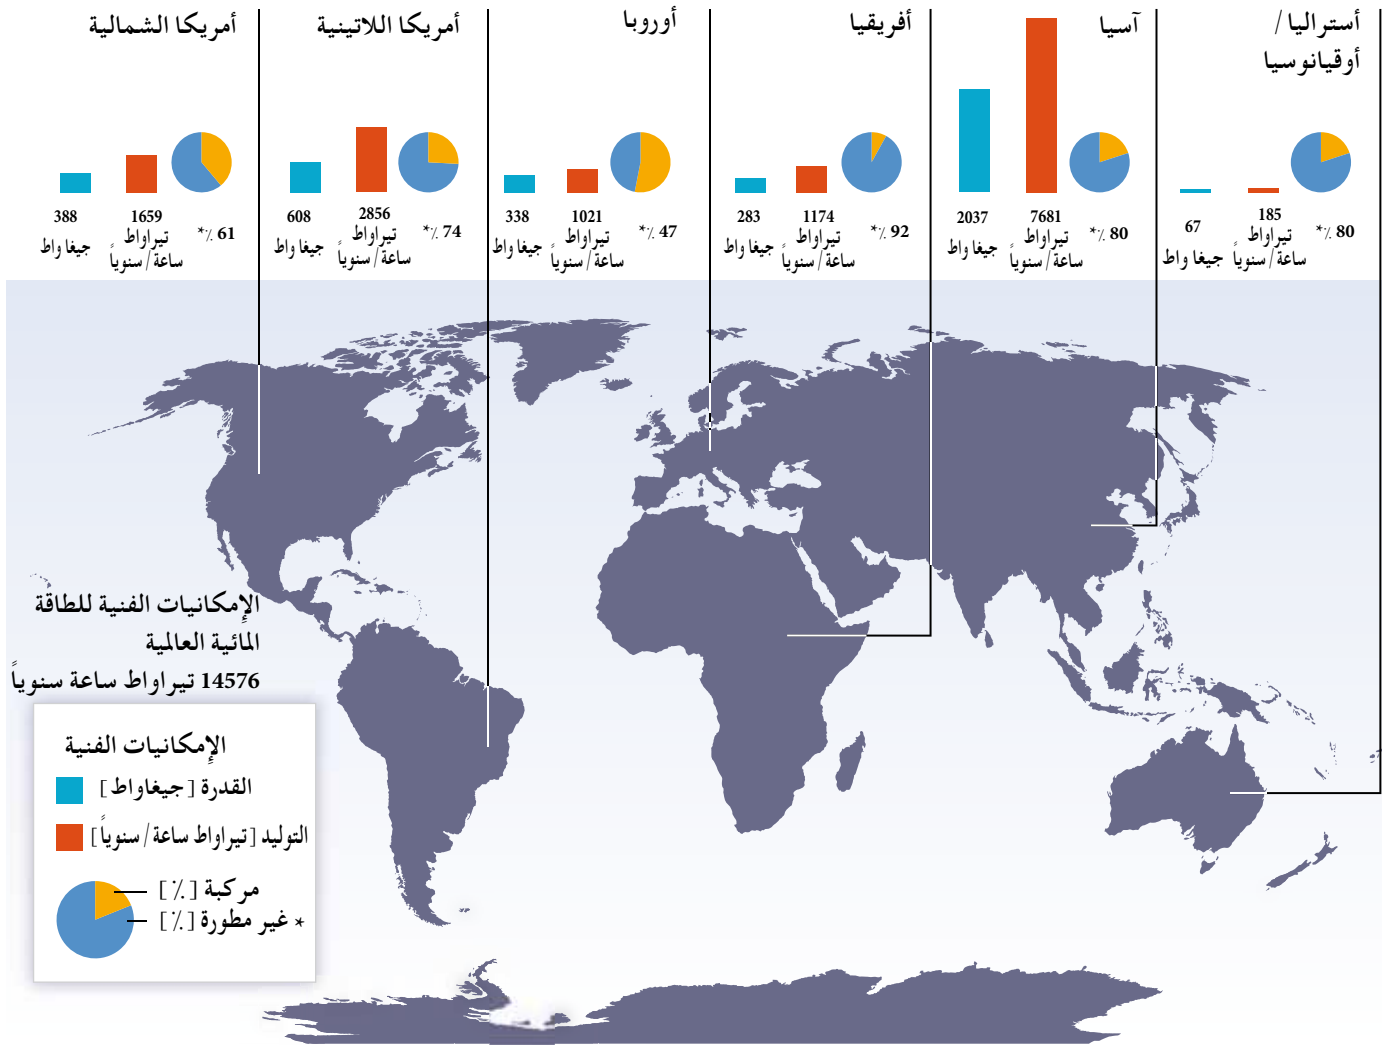 أمريكا الشمالية
388
جيغا واط
1659
تيراواط
ساعة/سنوياً
61 ٪*
أمريكا اللاتينية
608
جيغا واط
2856
تيراواط
ساعة/سنوياً
74 ٪*
أوروبا
338
جيغا واط
1021
تيراواط
ساعة/سنوياً
47 ٪*
أفريقيا
283
جيغا واط
1174
تيراواط
ساعة/سنوياً
92 ٪*
آسيا
2037
جيغا واط
7681
تيراواط
ساعة/سنوياً
80 ٪*
أستراليا/
أوقيانوسيا
67
جيغا واط
185
تيراواط
ساعة/سنوياً
80 ٪*
الإمكانيات الفنية للطاقة
المائية العالمية
14576 تيراواط ساعة سنوياً
الإمكانيات الفنية
القدرة [جيغاواط]
التوليد [تيراواط ساعة/سنوياً]
مركبة [٪]
* غير مطورة [٪]